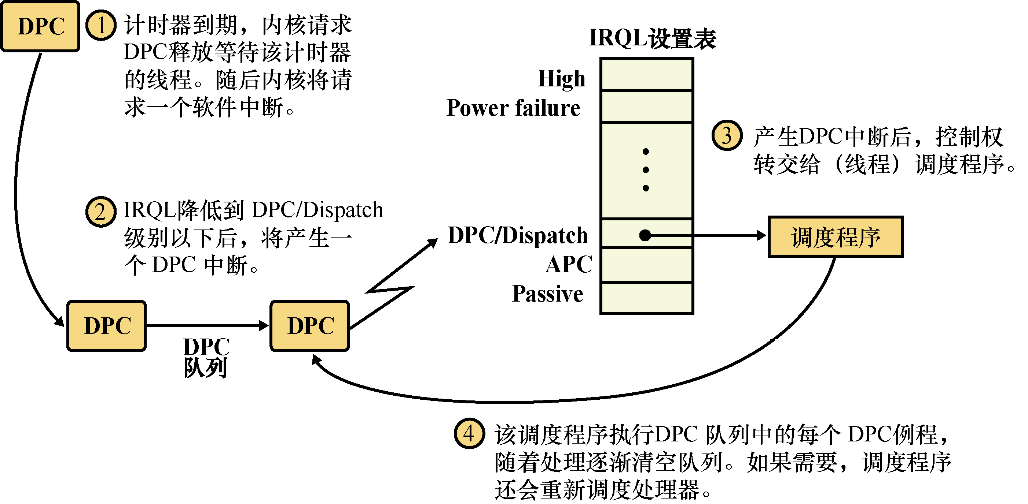 DPC
1 计时器到期，内核请求
DPC释放等待该计时器
的线程。随后内核将请
求一个软件中断。
IRQL设置表
High
Power failure
DPC/Dispatch
APC
Passive
3 产生DPC中断后，控制权
转交给（线程）调度程序。
调度程序
2 IRQL降低到 DPC/Dispatch
级别以下后，将产生一
个 DPC 中断。
DPC
DPC
队列
DPC
4 该调度程序执行DPC 队列中的每个 DPC例程，
随着处理逐渐清空队列。如果需要，调度程序
还会重新调度处理器。